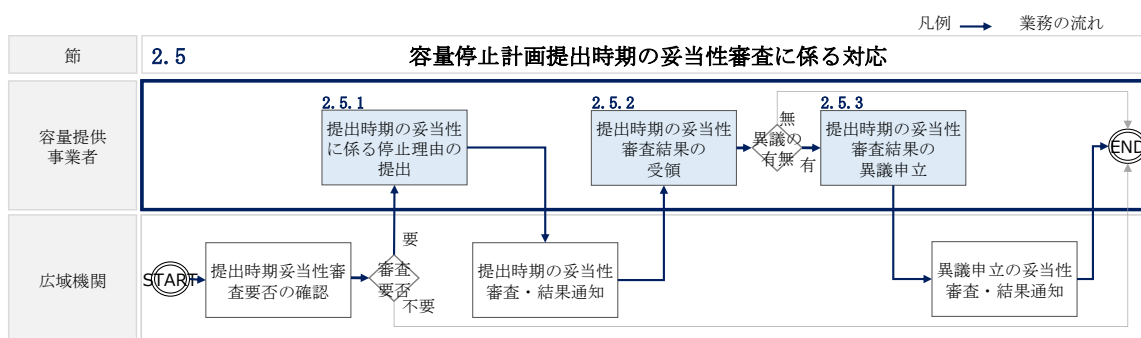 凡例 業務の流れ
節 2.5 容量停止計画提出時期の妥当性審査に係る対応
容量提供
事業者
2.5.1
提出時期の妥当性
に係る停止理由の
提出
2.5.2
提出時期の妥当性
審査結果の
受領
無
異議の
有無
有
2.5.3
提出時期の妥当性
審査結果の
異議申立
END
広域機関
START
提出時期妥当性審
査要否の確認
要
審査
要否
不要
提出時期の妥当性
審査・結果通知
異議申立の妥当性
審査・結果通知